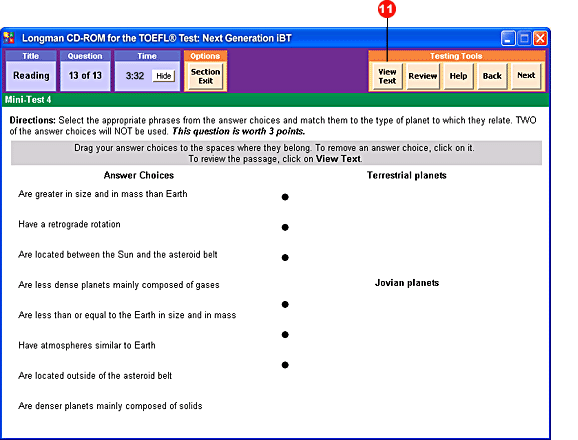 11
Longman CD-ROM for the TOEFL® Test: Next Generation iBT
Title
Reading
Question
13 of 13
Time
3:32 Hide
Options
Section
Exit
Testing Tools
View
Text
Review
Help
Back
Next
Mini-Test 4
Directions: Select the appropriate phrases from the answer choices and match them to the type of planet to which they relate. TWO
of the answer choices will NOT be used. This question is worth 3 points.
Drag your answer choices to the spaces where they belong. To remove an answer choice, click on it.
To review the passage, click on View Text.
Answer Choices
Are greater in size and in mass than Earth
Have a retrograde rotation
Are located between the Sun and the asteroid belt
Are less dense planets mainly composed of gases
Are less than or equal to the Earth in size and in mass
Have atmospheres similar to Earth
Are located outside of the asteroid belt
Are denser planets mainly composed of solids
Terrestrial planets
Jovian planets